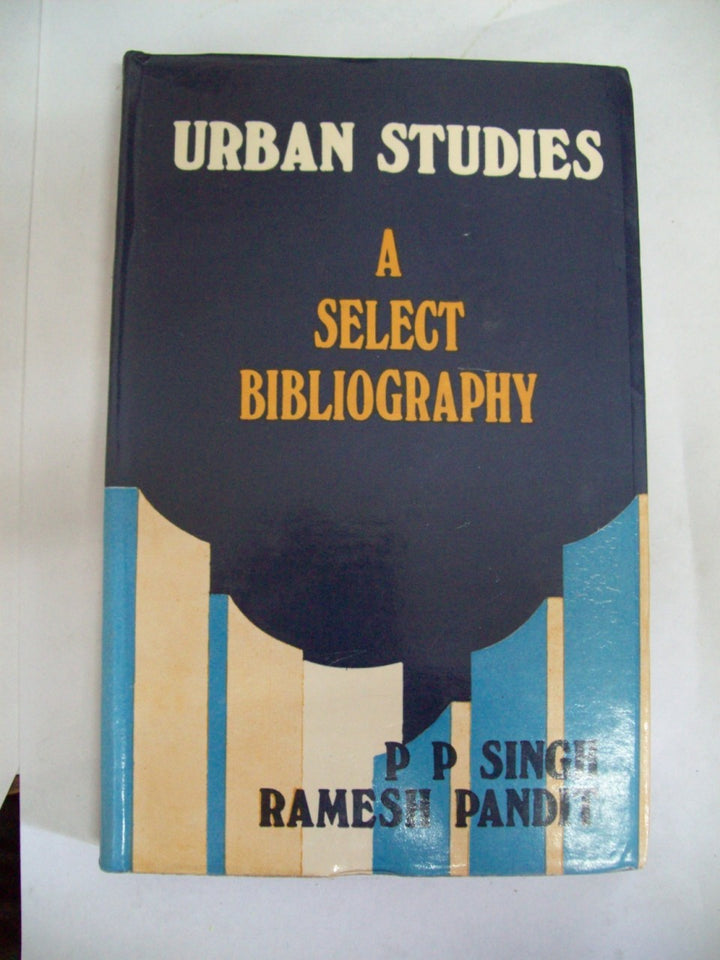 URBAN STUDIES
A
SELECT
BIBLIOGRAPHY
P P SINGH
RAMESH PANDIT